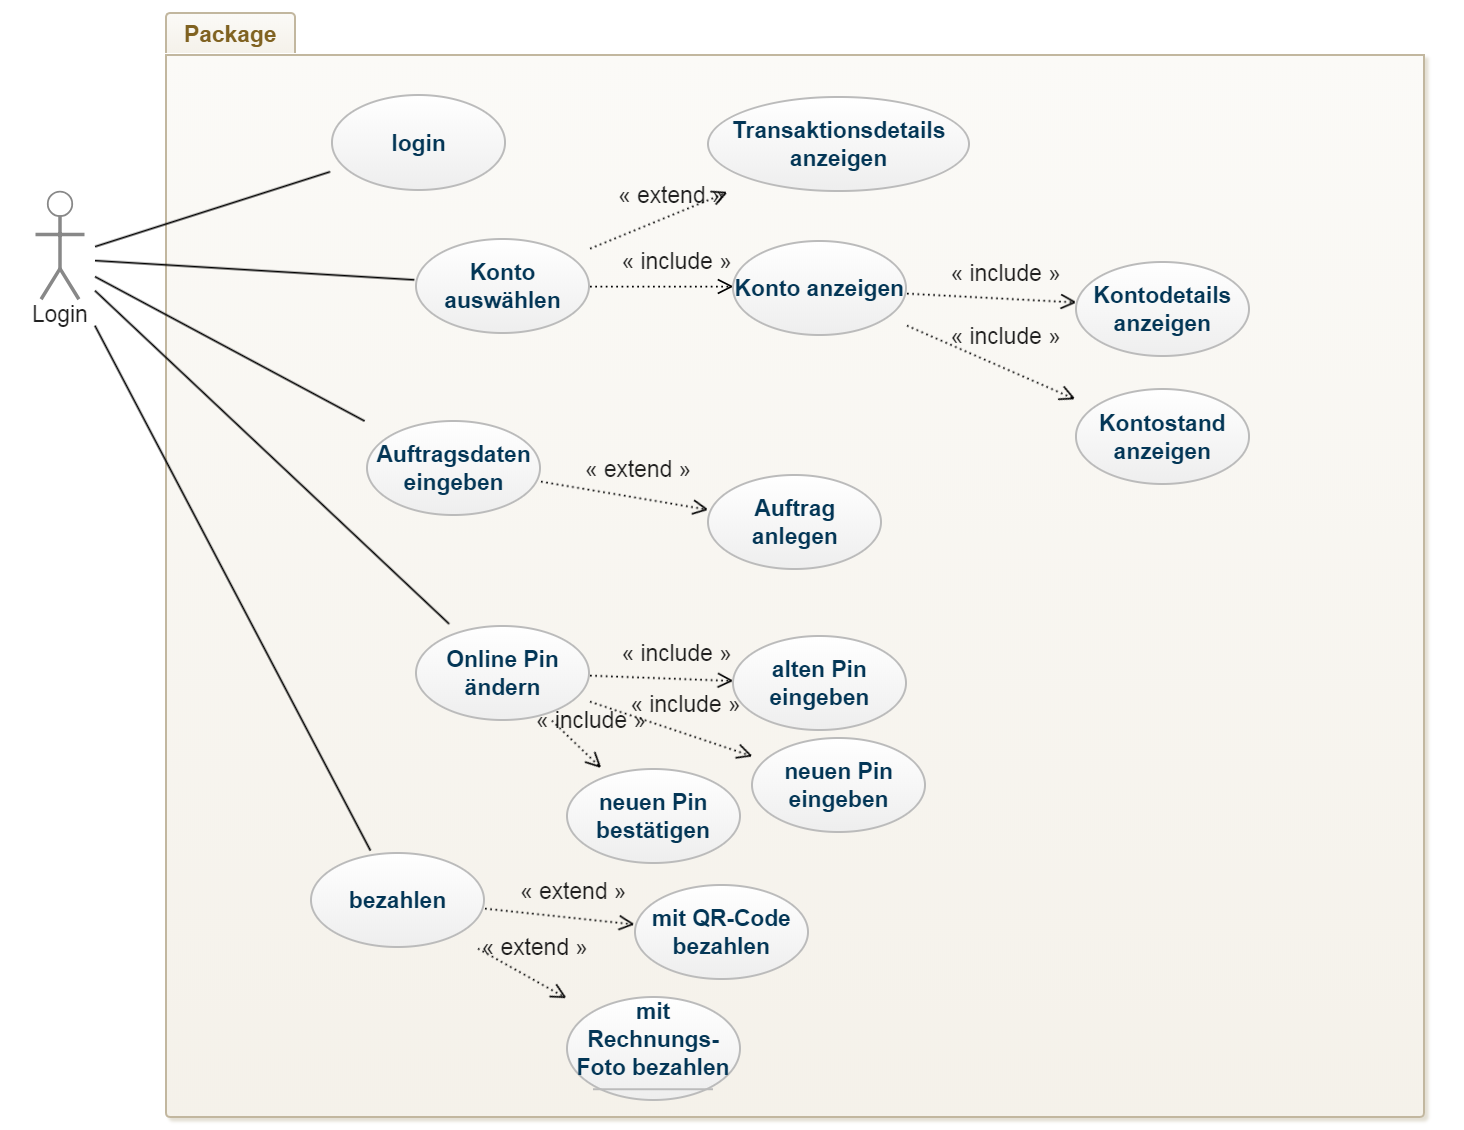 Package
login
Transaktionsdetails
anzeigen
« extend »
Login
Konto
auswählen
« include »
Konto anzeigen
« include »
Kontodetails
anzeigen
« include »
Kontostand
anzeigen
Auftragsdaten
eingeben
« extend »
Auftrag
anlegen
Online Pin
ändern
« include »
alten Pin
eingeben
« include »
neuen Pin
eingeben
« include »
neuen Pin
bestätigen
bezahlen
« extend »
mit QR-Code
bezahlen
« extend »
mit
Rechnungs-
Foto bezahlen